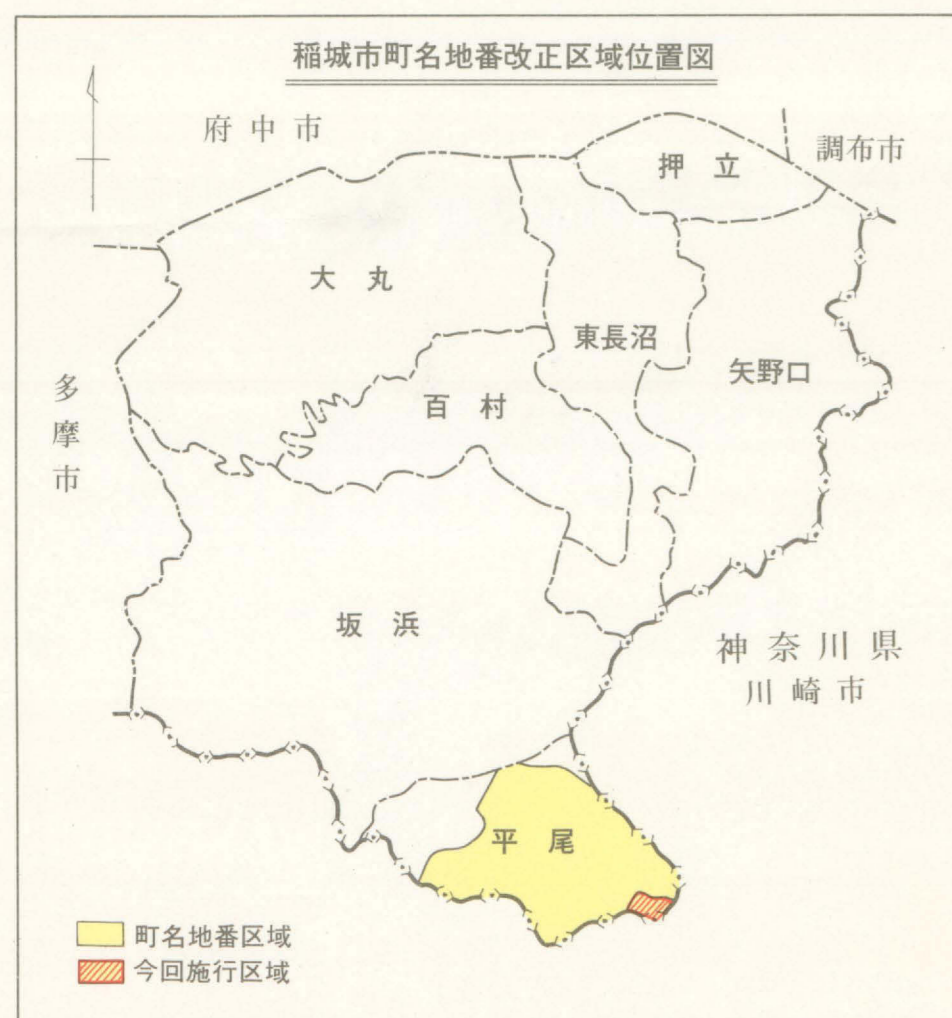 稲城市町名地番改正区域位置図
府中市
調布市
押立
大丸
東長沼
矢野口
百村
多摩市
坂浜
神奈川県
川崎市
平尾
町名地番区域
今回施行区域